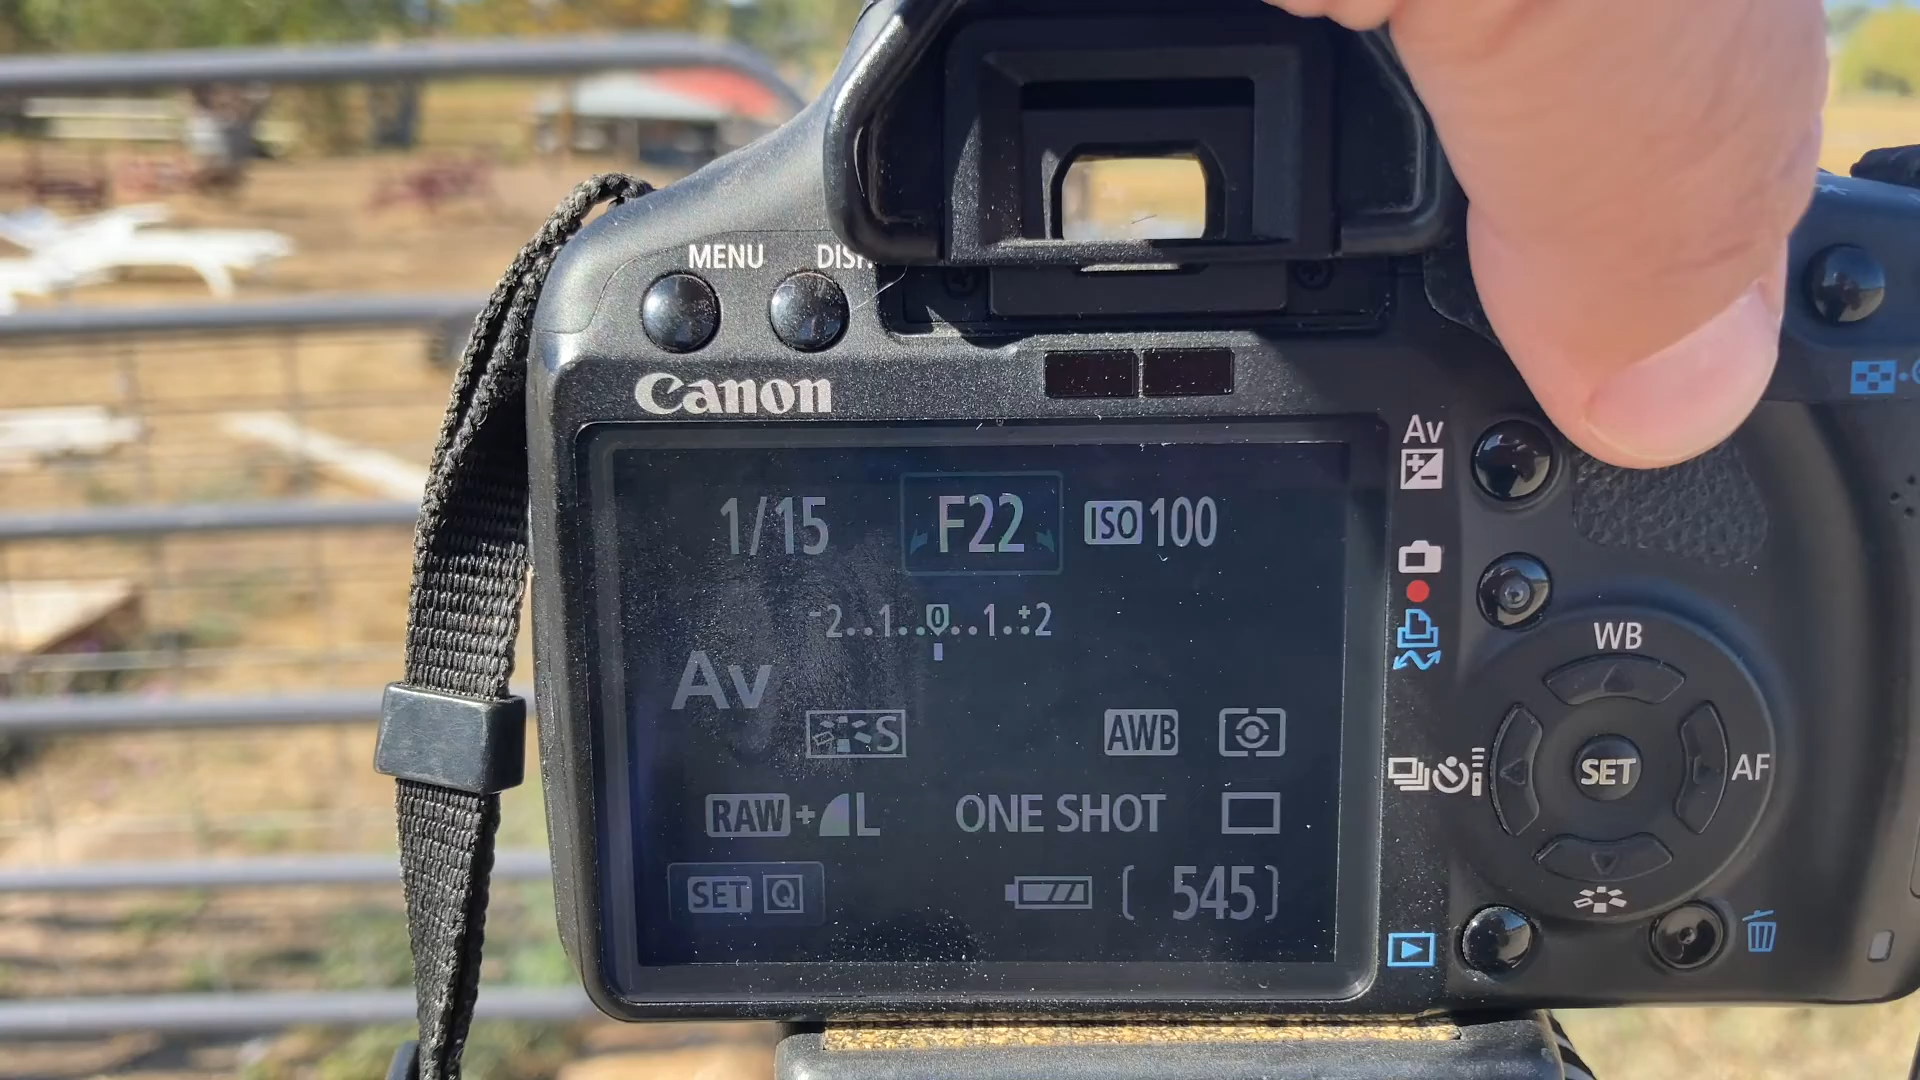 MENU
DISP.
Canon
Av
1/15 F22 ISO 100
-2..1..0..1..+2
Av
S
AWB
RAW+L ONE SHOT
SET Q [ 545]
WB
SET
AF